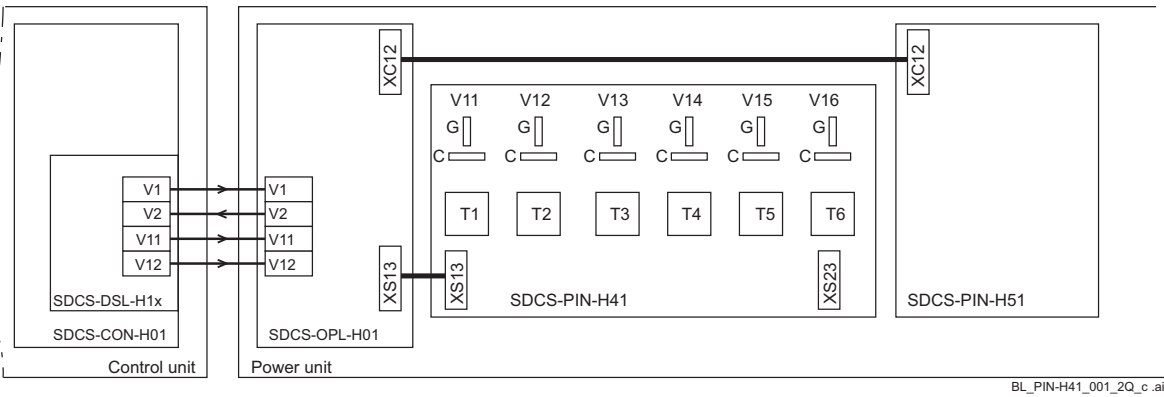 XC12
XC12
V11 V12 V13 V14 V15 V16
G G G G G G
C C C C C C
V1 V1
V2 V2
V11 V11
V12 V12
T1 T2 T3 T4 T5 T6
XS13 XS13 XS23
SDCS-DSL-H1x
SDCS-PIN-H41
SDCS-PIN-H51
SDCS-CON-H01
SDCS-OPL-H01
Control unit
Power unit
BL_PIN-H41_001_2Q_c .ai